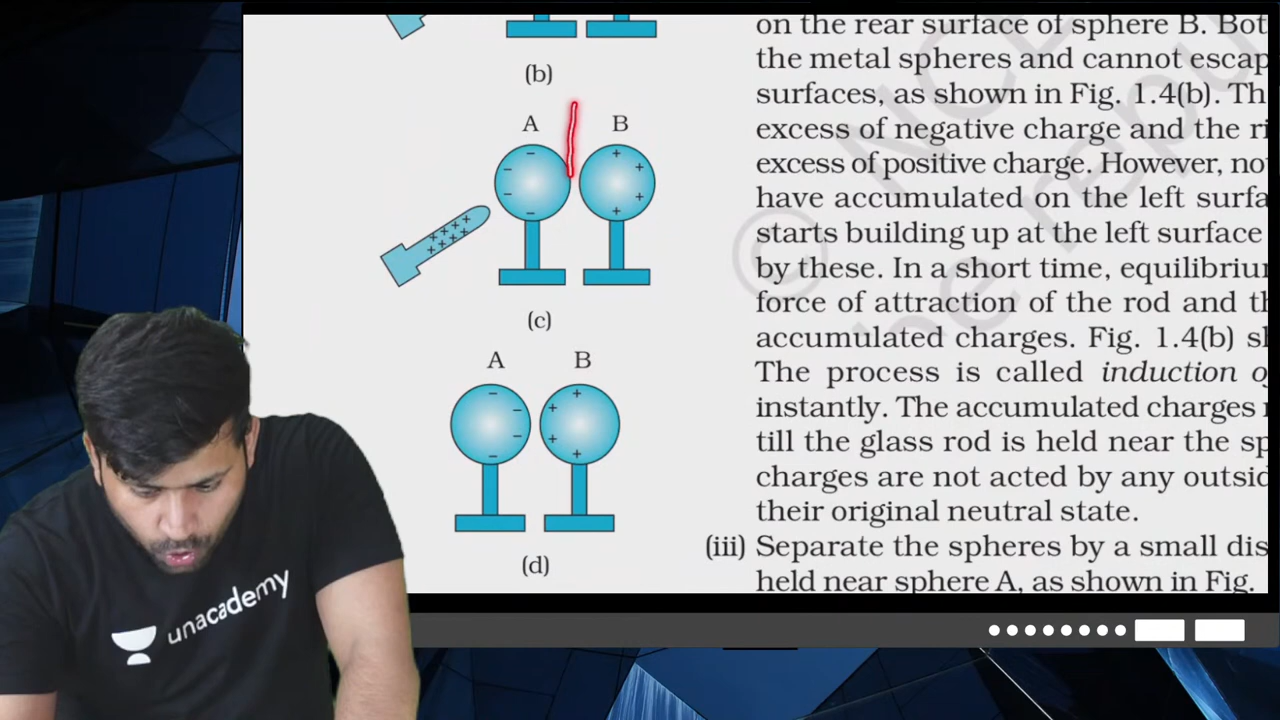 (b)
A B
(c)
A B
(d)
on the rear surface of sphere B. Bot
the metal spheres and cannot escap
surfaces, as shown in Fig. 1.4(b). Th
excess of negative charge and the ri
excess of positive charge. However, no
have accumulated on the left surfa
starts building up at the left surface
by these. In a short time, equilibriu
force of attraction of the rod and th
accumulated charges. Fig. 1.4(b) s
The process is called induction o
instantly. The accumulated charges
till the glass rod is held near the sp
charges are not acted by any outsid
their original neutral state.
(iii) Separate the spheres by a small dis
held near sphere A, as shown in Fig.
unacademy